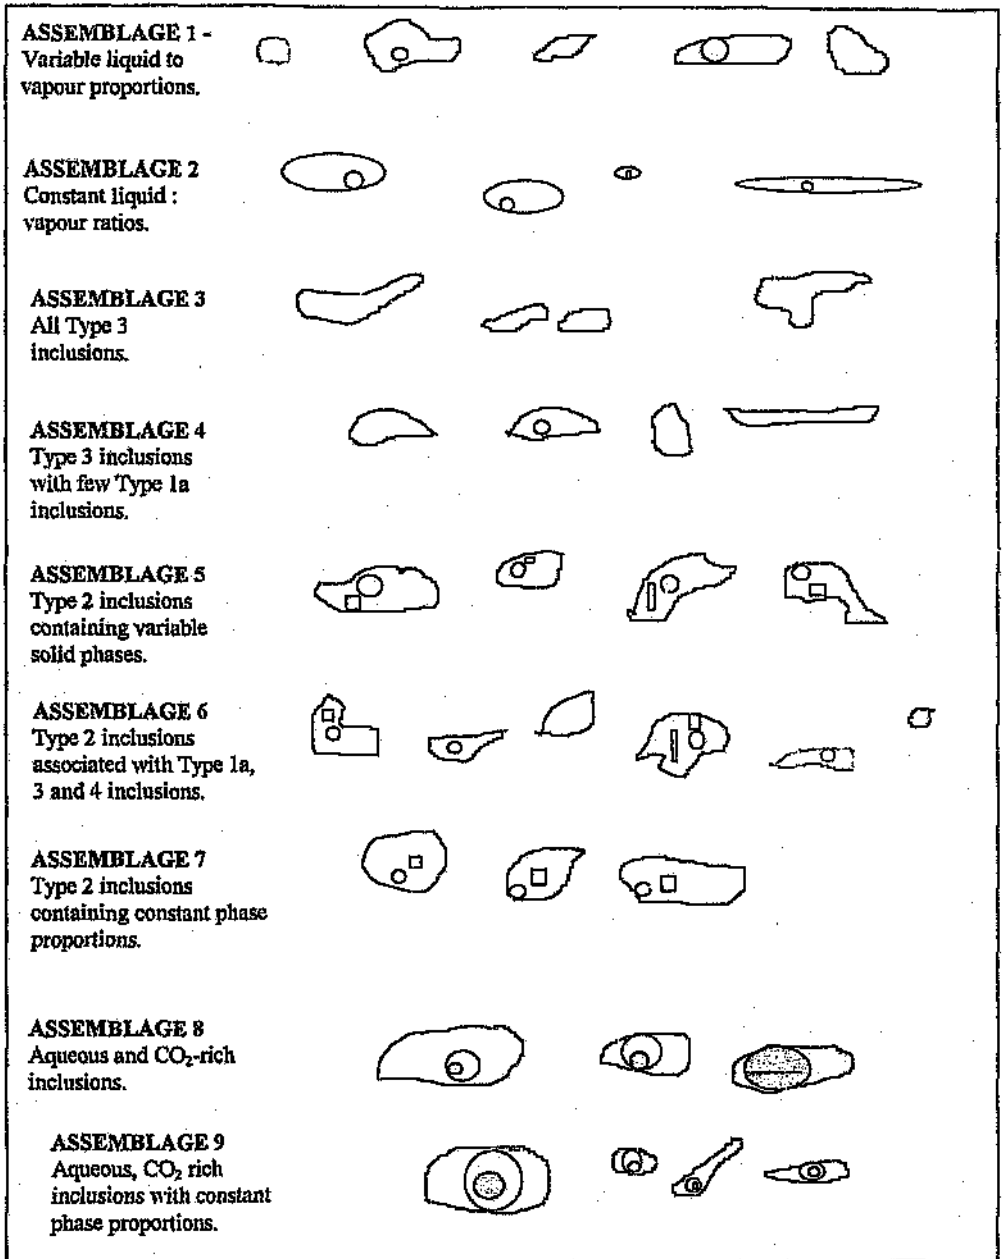 ASSEMBLAGE 1 -
Variable liquid to
vapour proportions.
ASSEMBLAGE 2
Constant liquid :
vapour ratios.
ASSEMBLAGE 3
All Type 3
inclusions.
ASSEMBLAGE 4
Type 3 inclusions
with few Type 1a
inclusions.
ASSEMBLAGE 5
Type 2 inclusions
containing variable
solid phases.
ASSEMBLAGE 6
Type 2 inclusions
associated with Type 1a,
3 and 4 inclusions.
ASSEMBLAGE 7
Type 2 inclusions
containing constant phase
proportions.
ASSEMBLAGE 8
Aqueous and CO₂-rich
inclusions.
ASSEMBLAGE 9
Aqueous, CO₂ rich
inclusions with constant
phase proportions.